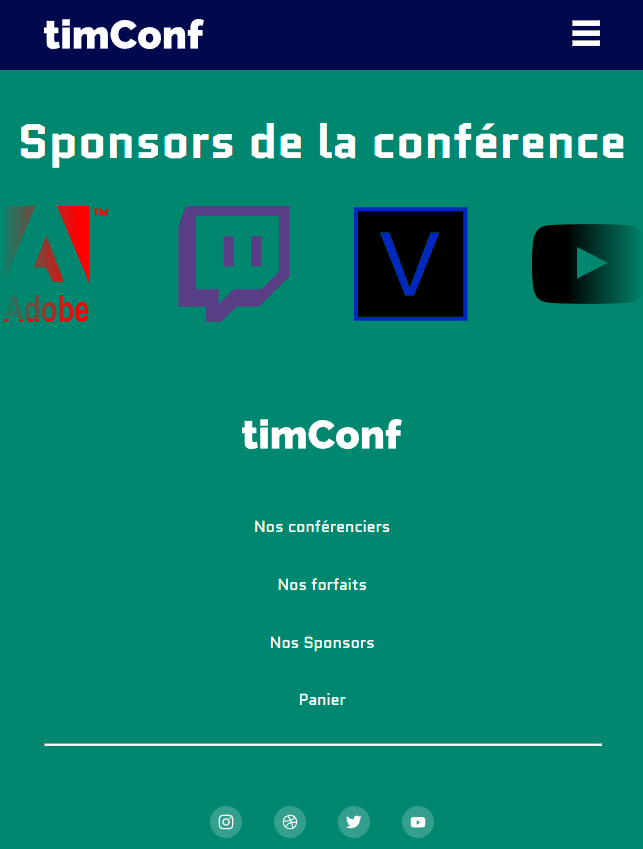 timConf
Sponsors de la conférence
Adobe™
V
timConf
Nos conférenciers
Nos forfaits
Nos Sponsors
Panier